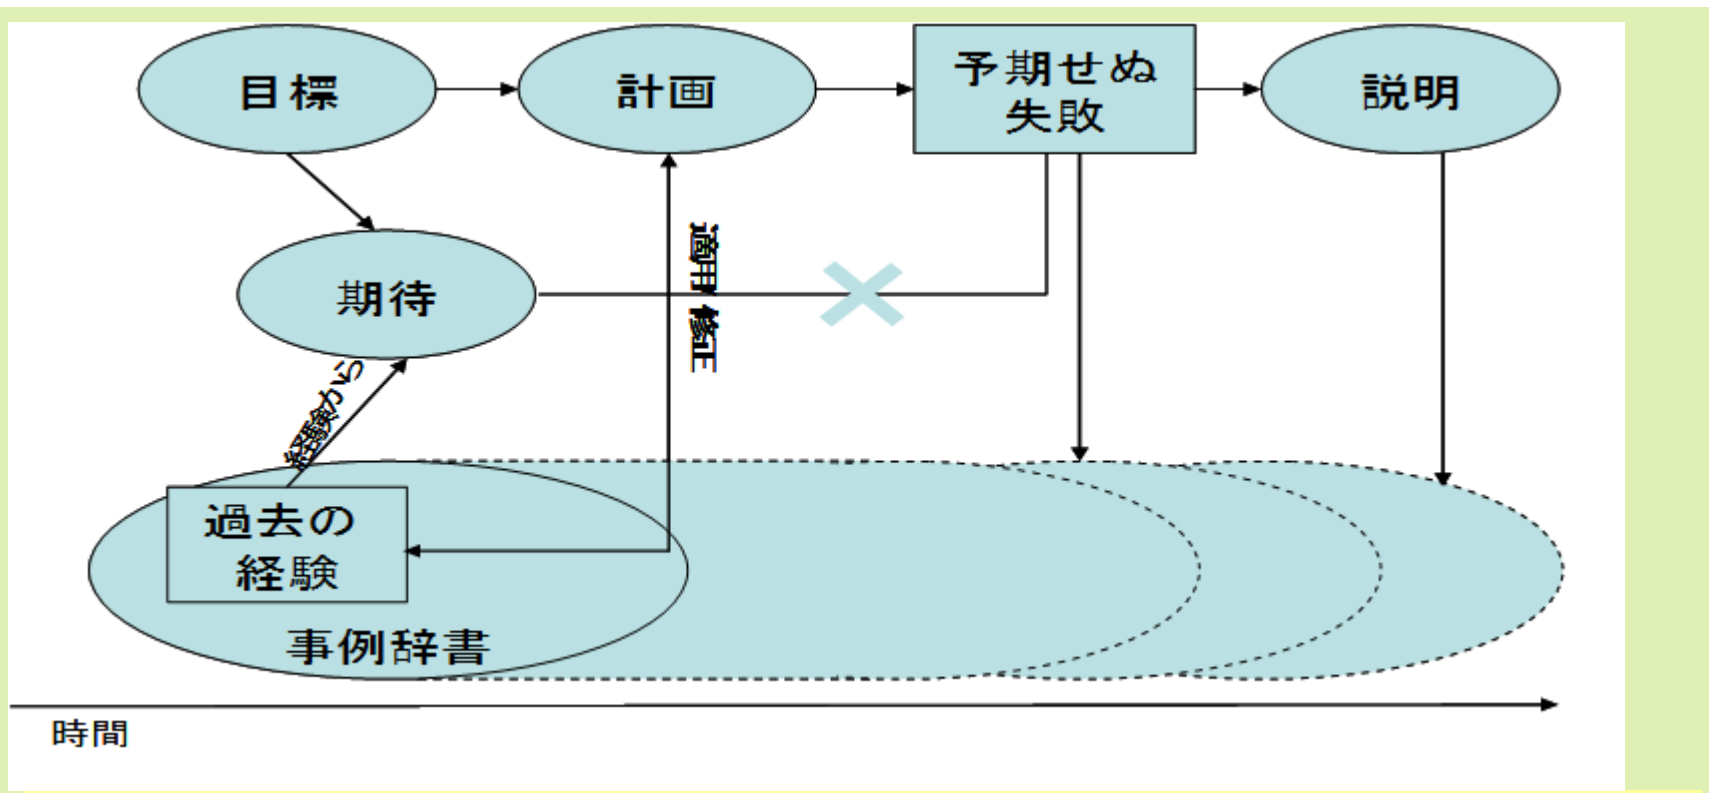 目標
計画
予期せぬ
失敗
説明
期待
適用/修正
経験から
過去の
経験
事例辞書
時間